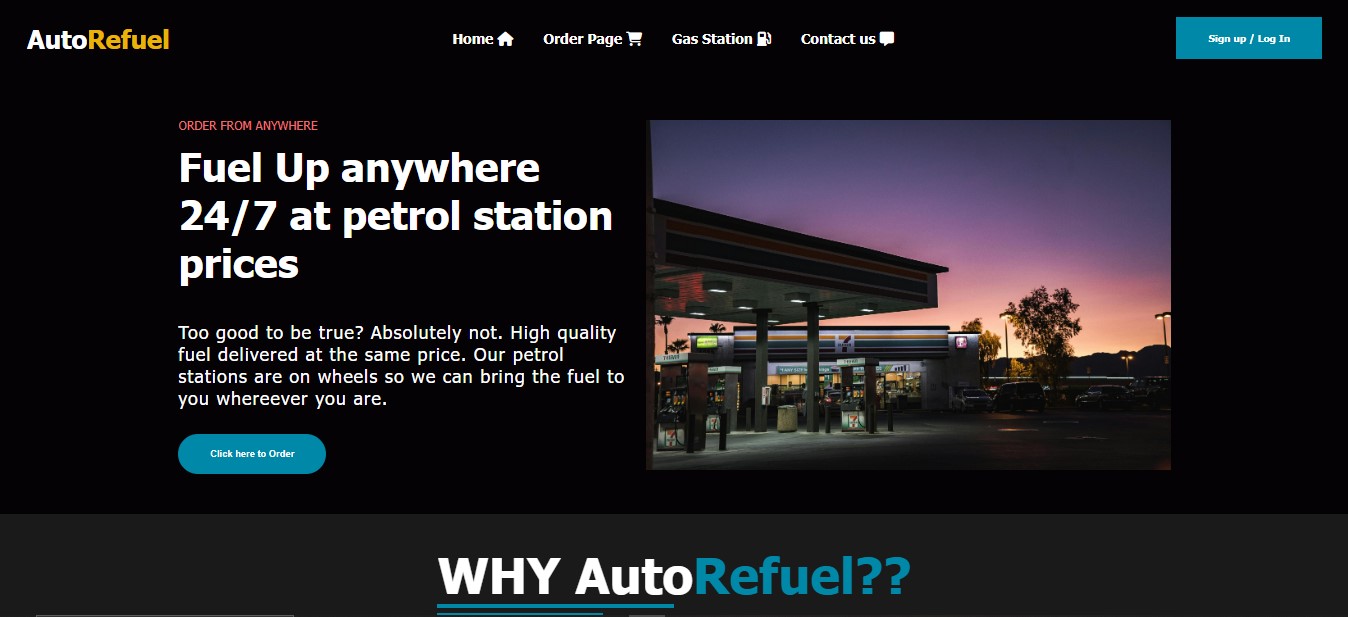 AutoRefuel
Home
Order Page
Gas Station
Contact us
Sign up / Log In
ORDER FROM ANYWHERE
Fuel Up anywhere
24/7 at petrol station
prices
Too good to be true? Absolutely not. High quality
fuel delivered at the same price. Our petrol
stations are on wheels so we can bring the fuel to
you whereever you are.
Click here to Order
WHY AutoRefuel??